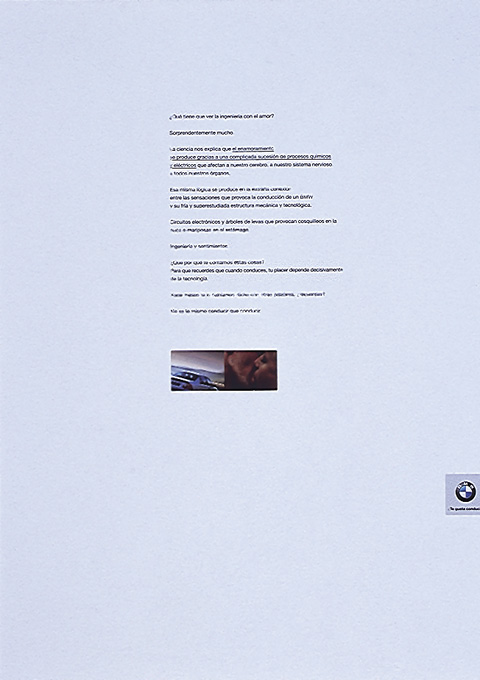 ¿Qué tiene que ver la ingeniería con el amor?
Sorprendentemente mucho.
La ciencia nos explica que el enamoramiento
se produce gracias a una complicada sucesión de procesos químicos
y eléctricos que afectan a nuestro cerebro, a nuestro sistema nervioso,
a todos nuestros órganos.
Esa misma lógica se produce en la extraña conexión
entre las sensaciones que provoca la conducción de un BMW
y su fría y superestudiada estructura mecánica y tecnológica.
Circuitos electrónicos y árboles de levas que provocan cosquilleos en la
nuca o mariposas en el estómago.
Ingeniería y sentimientos.
¿Que por qué te contamos estas cosas?
Para que recuerdes que cuando conduces, tu placer depende decisivamente
de la tecnología.
¿recuerdas?
No es lo mismo conducir que conducir.
BMW
¿Te gusta conducir